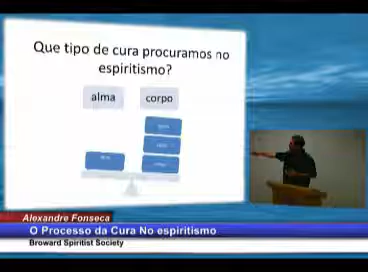 Que tipo de cura procuramos no
espiritismo?
alma
corpo
Alexandre Fonseca
O Processo da Cura No espiritismo
Broward Spiritist Society